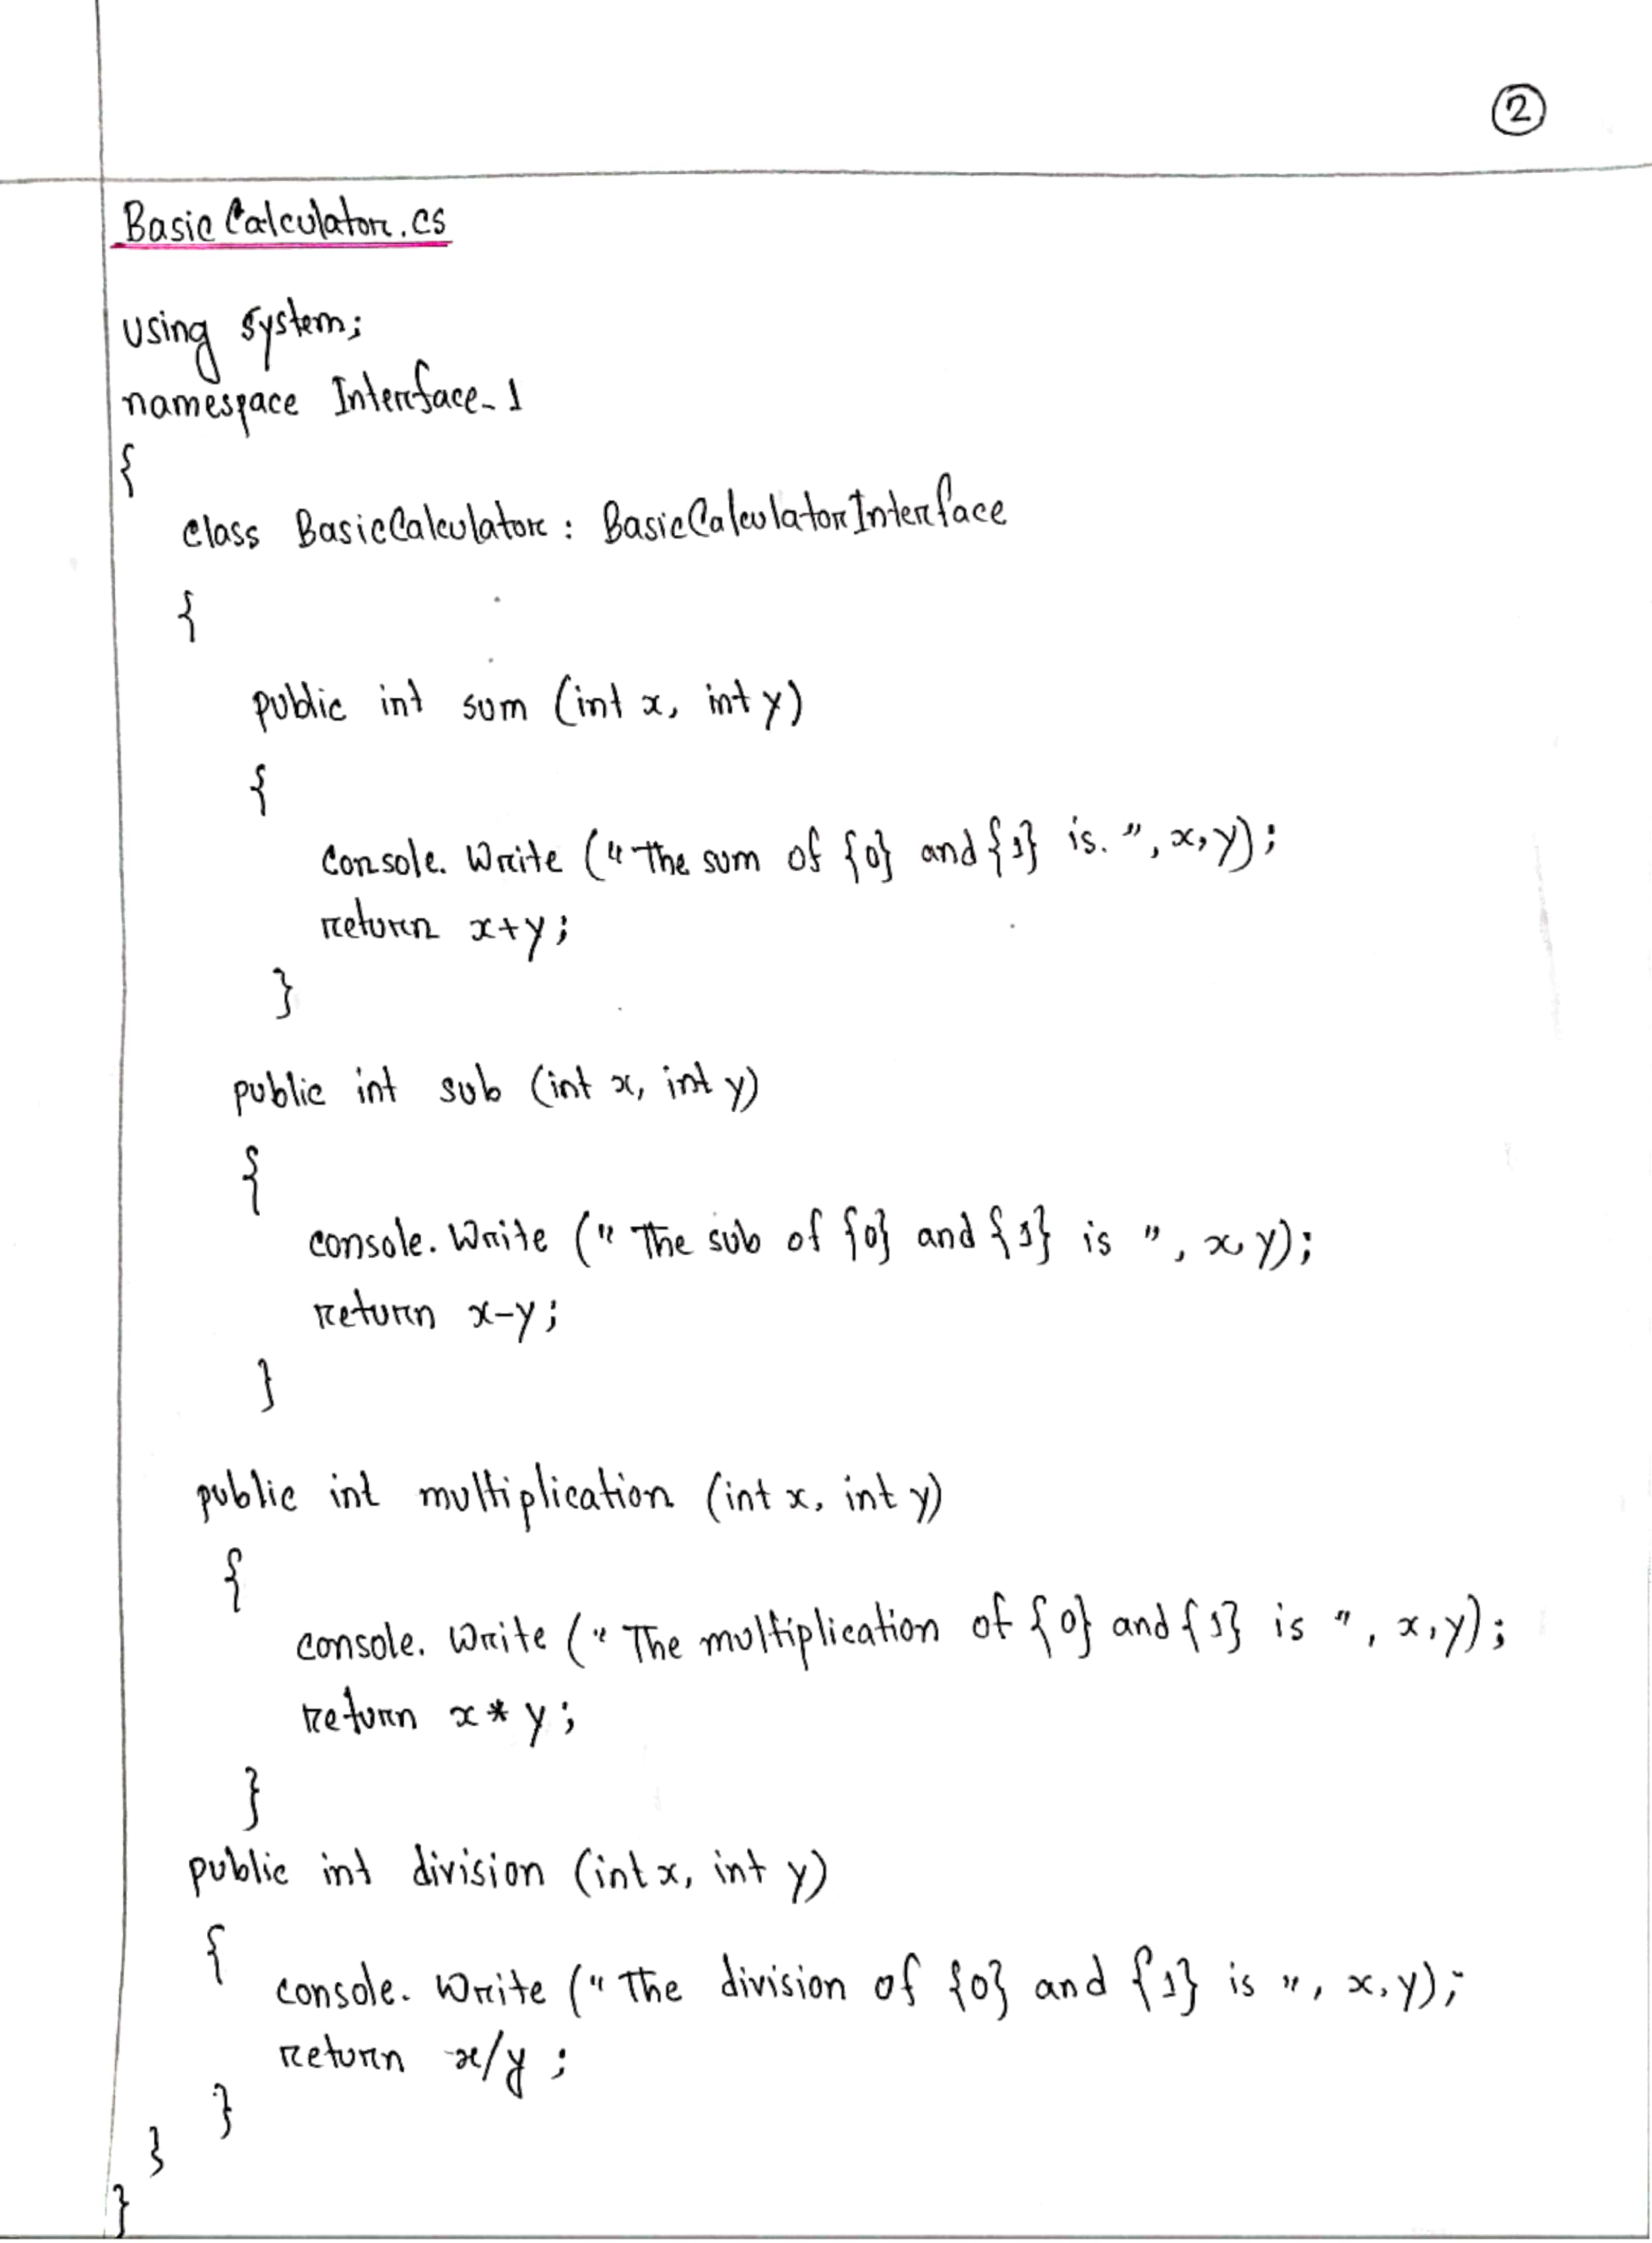 2
BasicCalculator.cs
using system;
namespace Interface_1
{
class BasicCalculator : BasicCalculatorInterface
{
public int sum (int x, int y)
{
Console.Write ("The sum of {0} and {1} is. ", x, y);
return x+y;
}
public int sub (int x, int y)
{
console.Write (" The sub of {0} and {1} is ", x, y);
return x-y;
}
public int multiplication (int x, int y)
{
console.Write (" The multiplication of {0} and {1} is ", x, y);
return x * y;
}
public int division (int x, int y)
{
console.Write (" The division of {0} and {1} is ", x, y);
return x/y ;
}
}
}